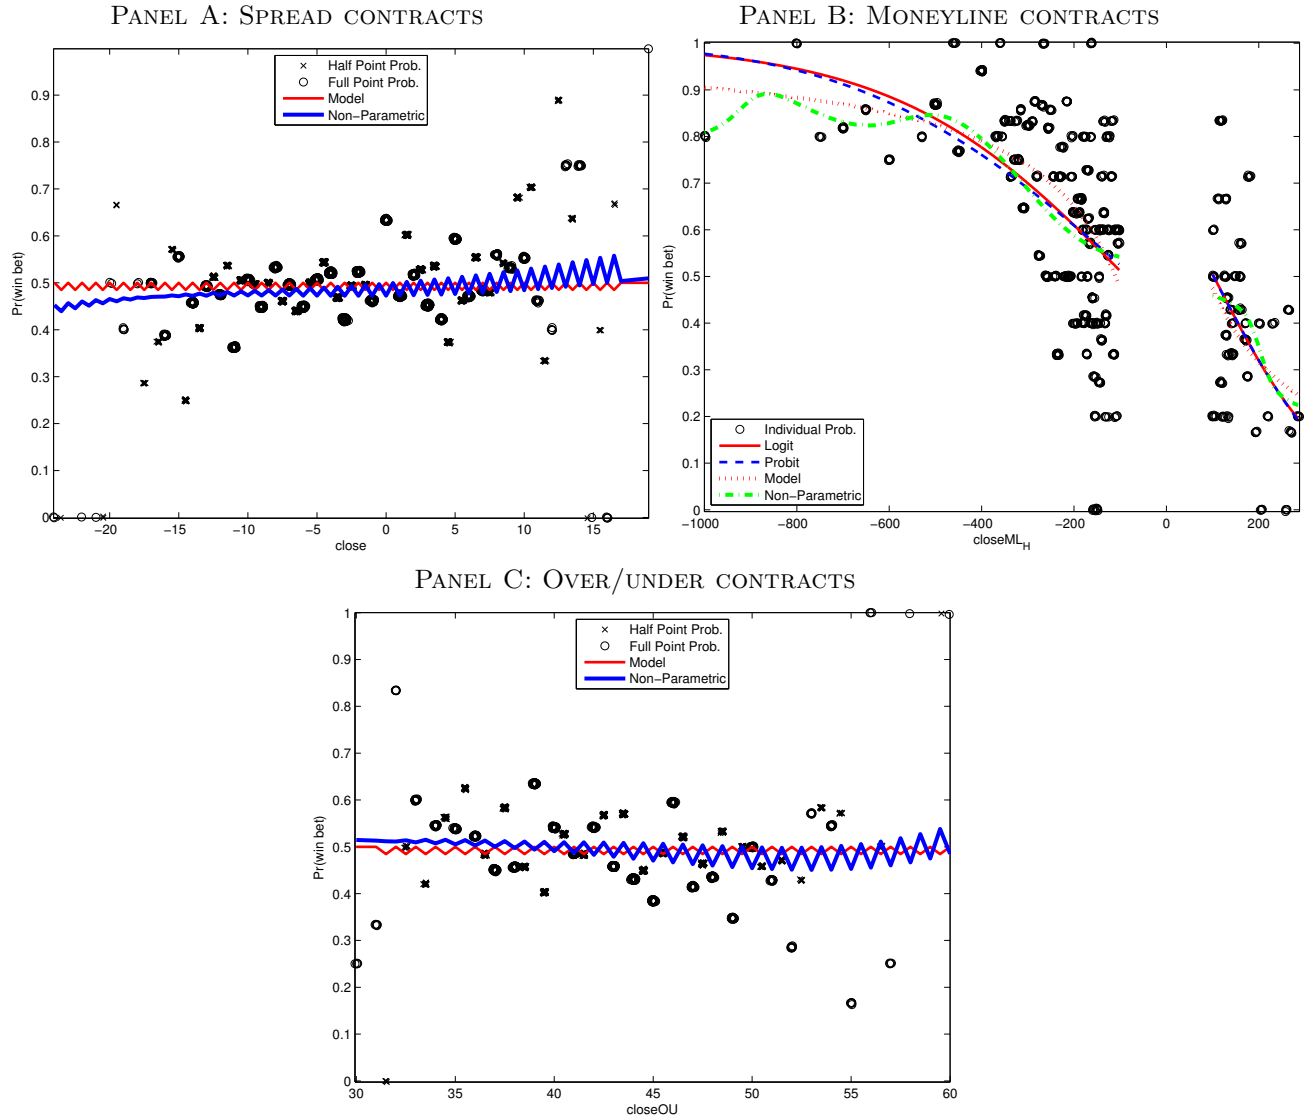 PANEL A: SPREAD CONTRACTS
0.9
0.8
0.7
0.6
0.5
0.4
0.3
0.2
0.1
0
Pr(win bet)
Half Point Prob.
Full Point Prob.
Model
Non−Parametric
−20 −15 −10 −5 0 5 10 15
close
PANEL B: MONEYLINE CONTRACTS
1
0.9
0.8
0.7
0.6
0.5
0.4
0.3
0.2
0.1
0
Pr(win bet)
Individual Prob.
Logit
Probit
Model
Non−Parametric
−1000 −800 −600 −400 −200 0 200
closeML_H
PANEL C: OVER/UNDER CONTRACTS
1
0.9
0.8
0.7
0.6
0.5
0.4
0.3
0.2
0.1
0
Pr(win bet)
Half Point Prob.
Full Point Prob.
Model
Non−Parametric
30 35 40 45 50 55 60
closeOU